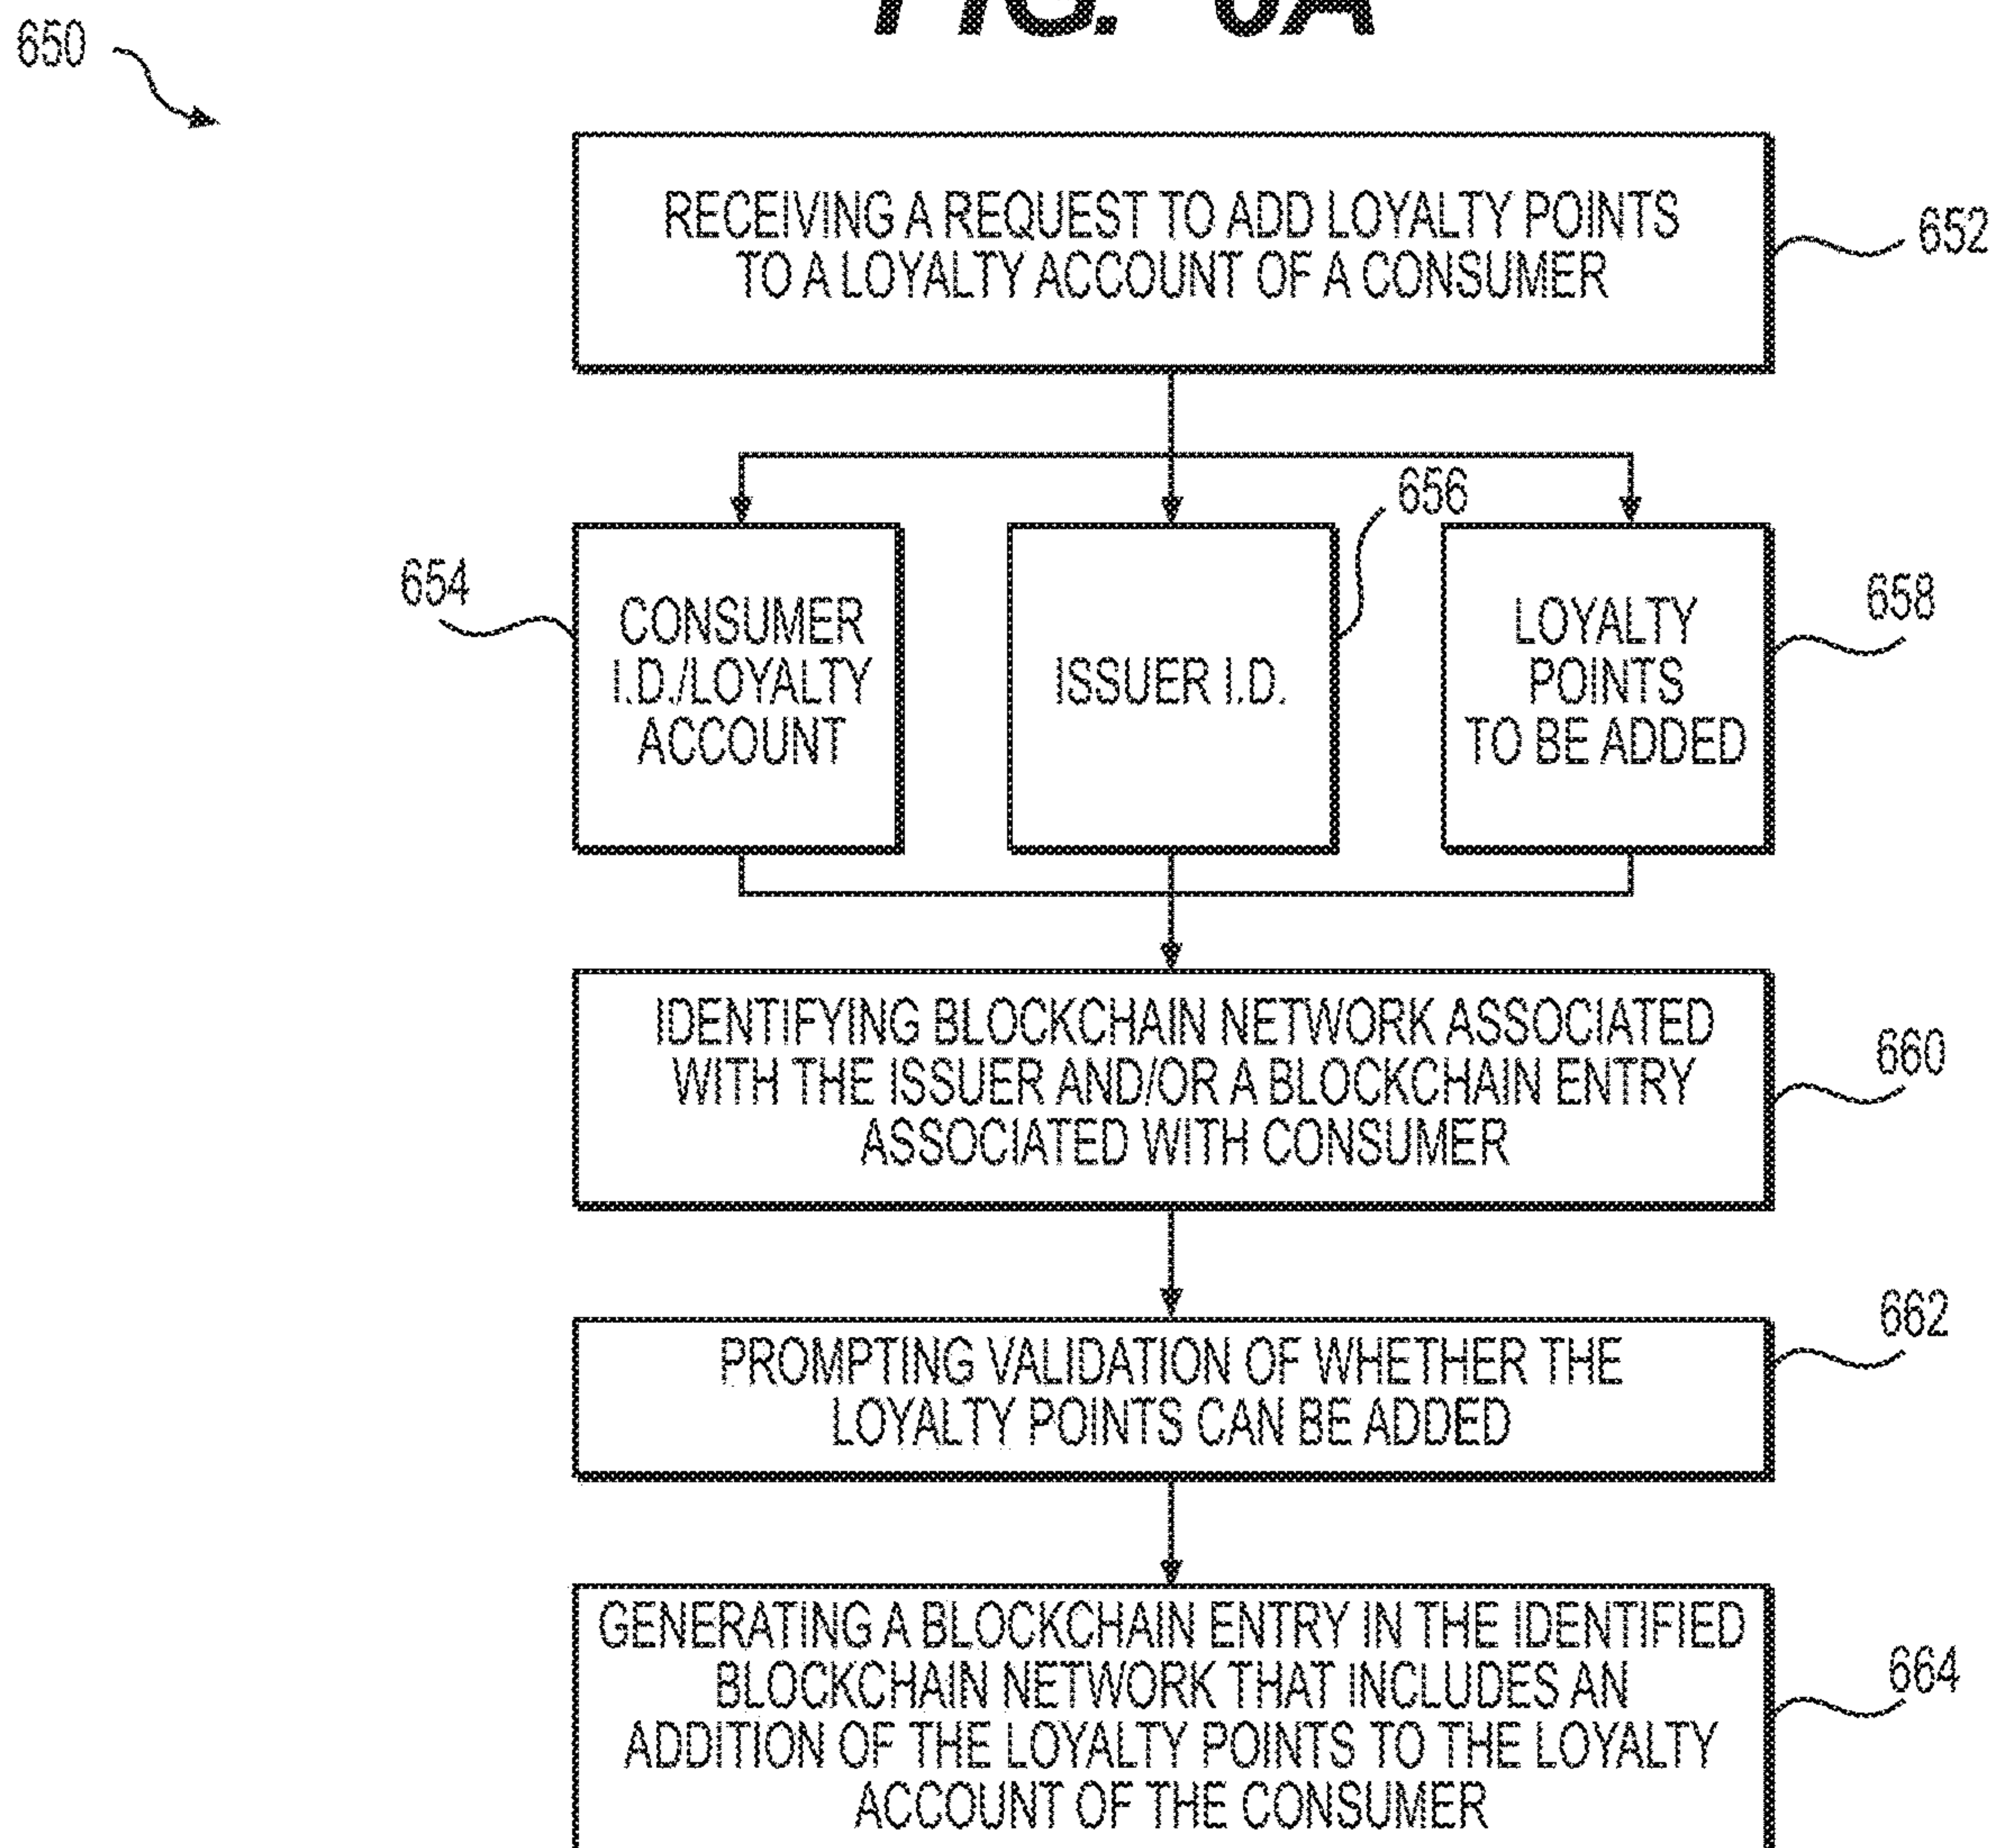 650
RECEIVING A REQUEST TO ADD LOYALTY POINTS
TO A LOYALTY ACCOUNT OF A CONSUMER
652
656
654
CONSUMER
I.D./LOYALTY
ACCOUNT
ISSUER I.D.
LOYALTY
POINTS
TO BE ADDED
658
IDENTIFYING BLOCKCHAIN NETWORK ASSOCIATED
WITH THE ISSUER AND/OR A BLOCKCHAIN ENTRY
ASSOCIATED WITH CONSUMER
660
PROMPTING VALIDATION OF WHETHER THE
LOYALTY POINTS CAN BE ADDED
662
GENERATING A BLOCKCHAIN ENTRY IN THE IDENTIFIED
BLOCKCHAIN NETWORK THAT INCLUDES AN
ADDITION OF THE LOYALTY POINTS TO THE LOYALTY
ACCOUNT OF THE CONSUMER
664